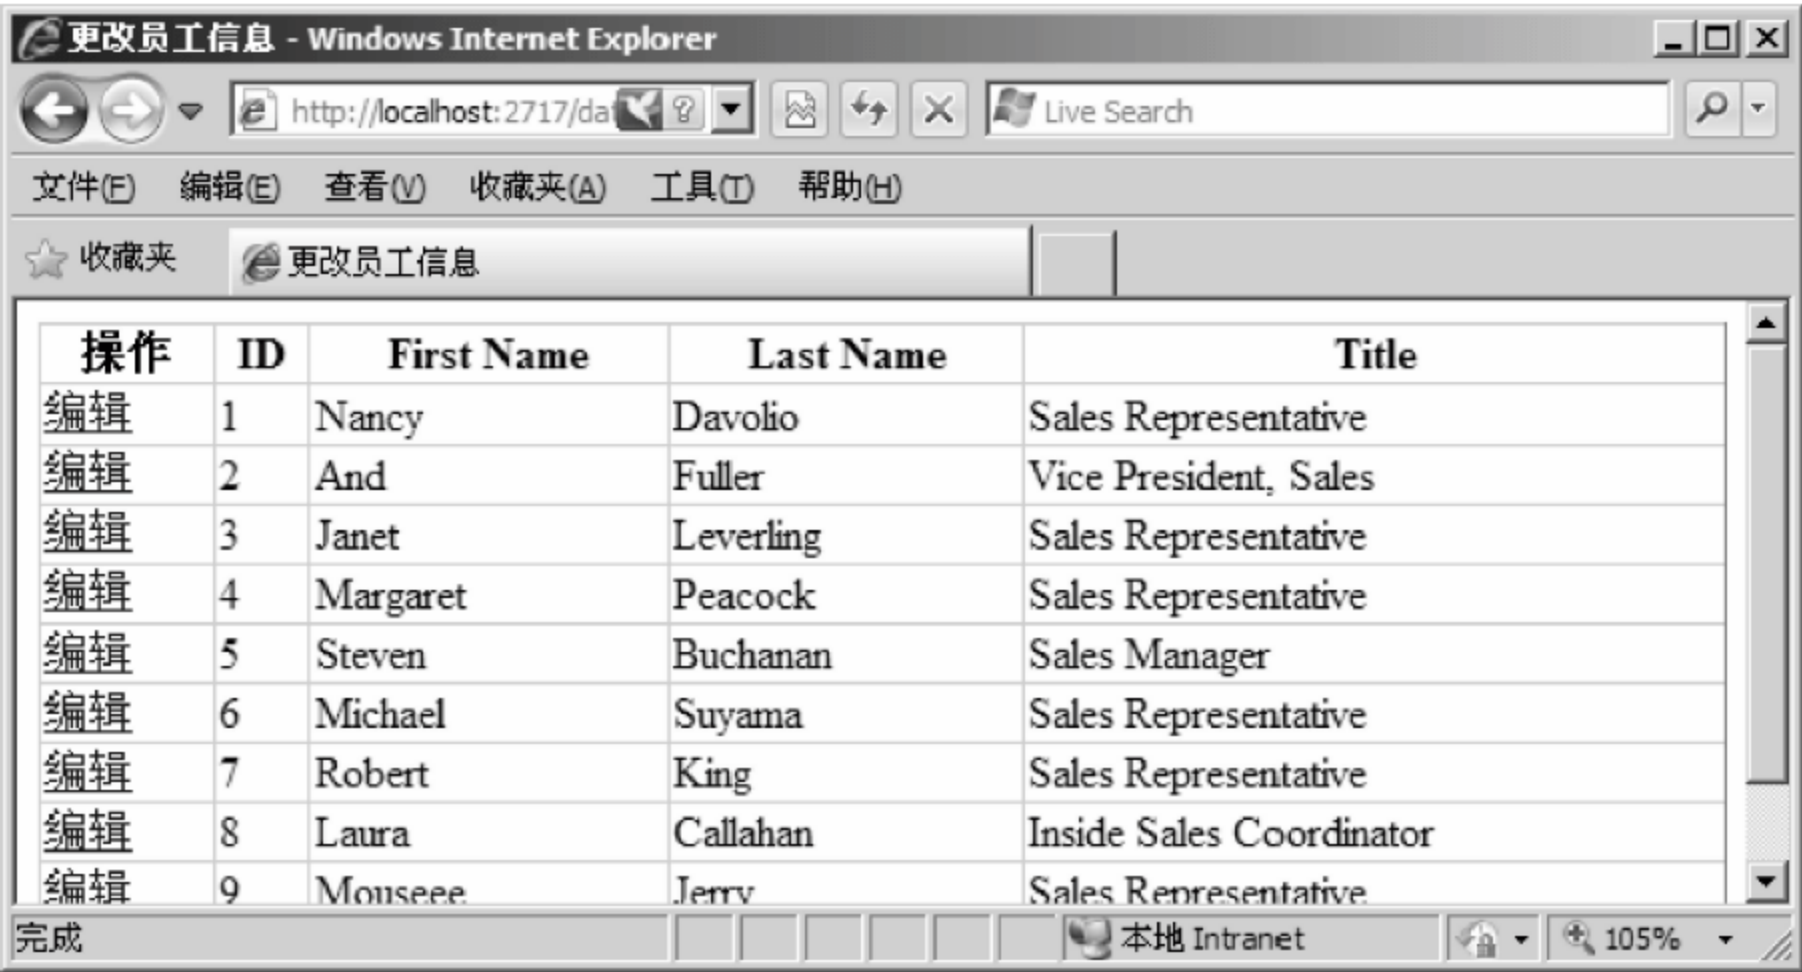 更改员工信息 - Windows Internet Explorer
http://localhost:2717/da
Live Search
文件(F) 编辑(E) 查看(V) 收藏夹(A) 工具(T) 帮助(H)
收藏夹 更改员工信息
操作 ID First Name Last Name Title
编辑 1 Nancy Davolio Sales Representative
编辑 2 And Fuller Vice President, Sales
编辑 3 Janet Leverling Sales Representative
编辑 4 Margaret Peacock Sales Representative
编辑 5 Steven Buchanan Sales Manager
编辑 6 Michael Suyama Sales Representative
编辑 7 Robert King Sales Representative
编辑 8 Laura Callahan Inside Sales Coordinator
编辑 9 Mouseee Jerry Sales Representative
完成 本地 Intranet 105%